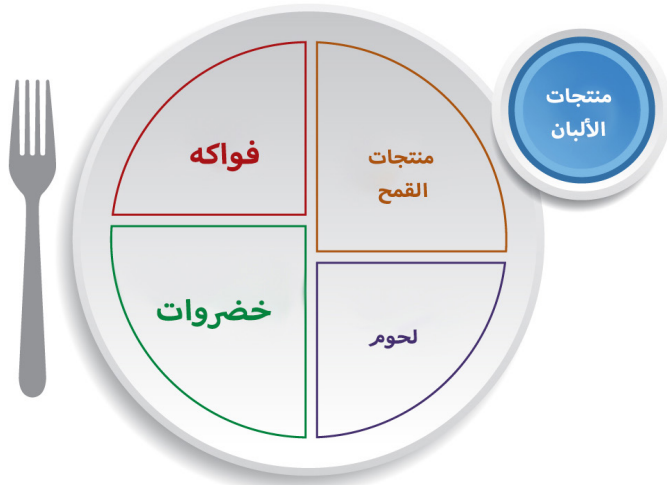 منتجات
الألبان
منتجات
القمح
فواكه
لحوم
خضروات